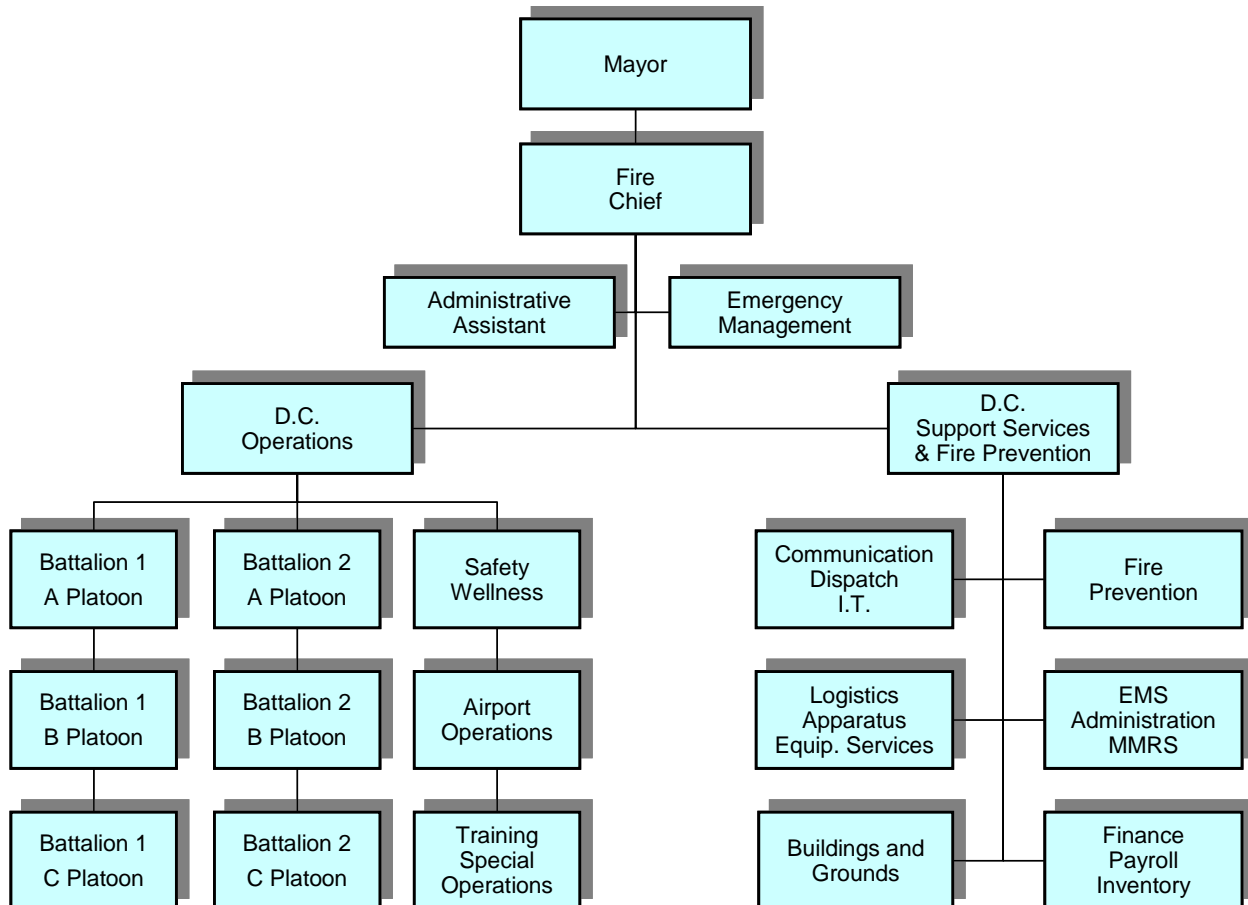 Mayor
Fire
Chief
Administrative
Assistant
Emergency
Management
D.C.
Operations
D.C.
Support Services
& Fire Prevention
Battalion 1
A Platoon
Battalion 2
A Platoon
Safety
Wellness
Communication
Dispatch
I.T.
Fire
Prevention
Battalion 1
B Platoon
Battalion 2
B Platoon
Airport
Operations
Logistics
Apparatus
Equip. Services
EMS
Administration
MMRS
Battalion 1
C Platoon
Battalion 2
C Platoon
Training
Special
Operations
Buildings and
Grounds
Finance
Payroll
Inventory